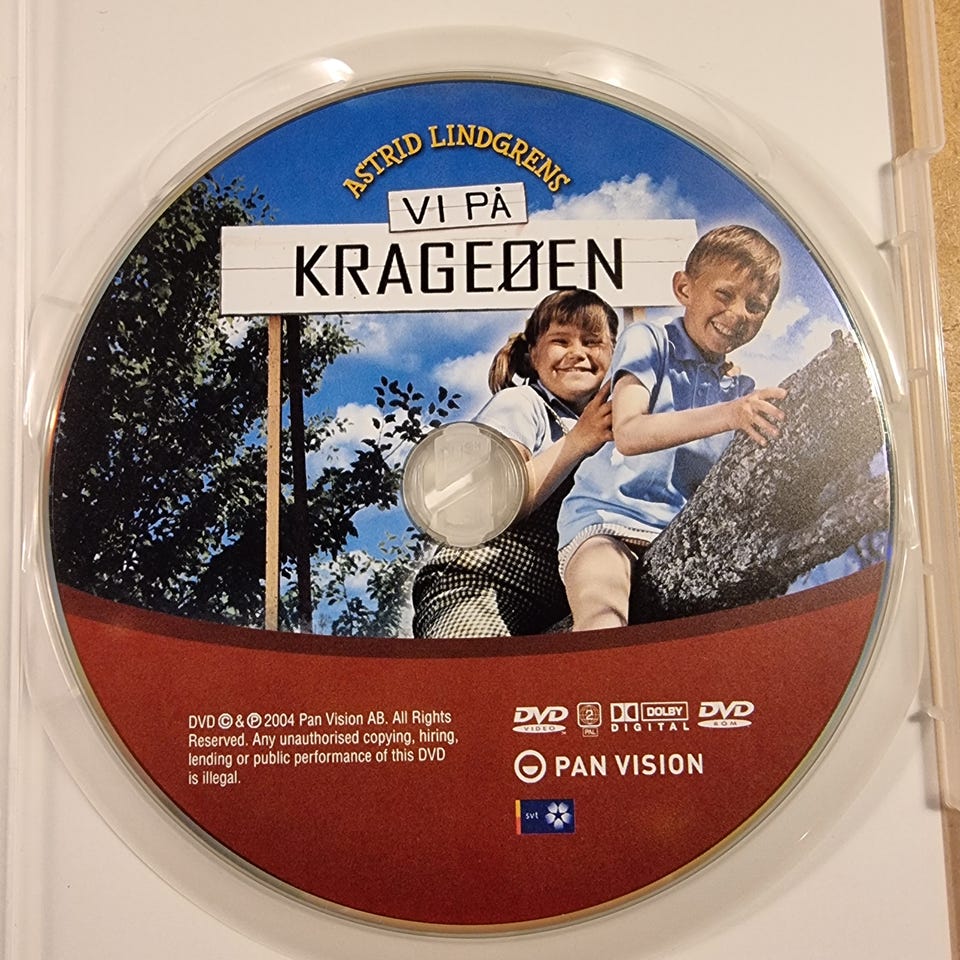 ASTRID LINDGRENS
VI PÅ
KRAGEØEN
DVD © & ℗ 2004 Pan Vision AB. All Rights
Reserved. Any unauthorised copying, hiring,
lending or public performance of this DVD
is illegal.
DVD VIDEO 2 PAL DOLBY DIGITAL DVD ROM
PAN VISION
svt